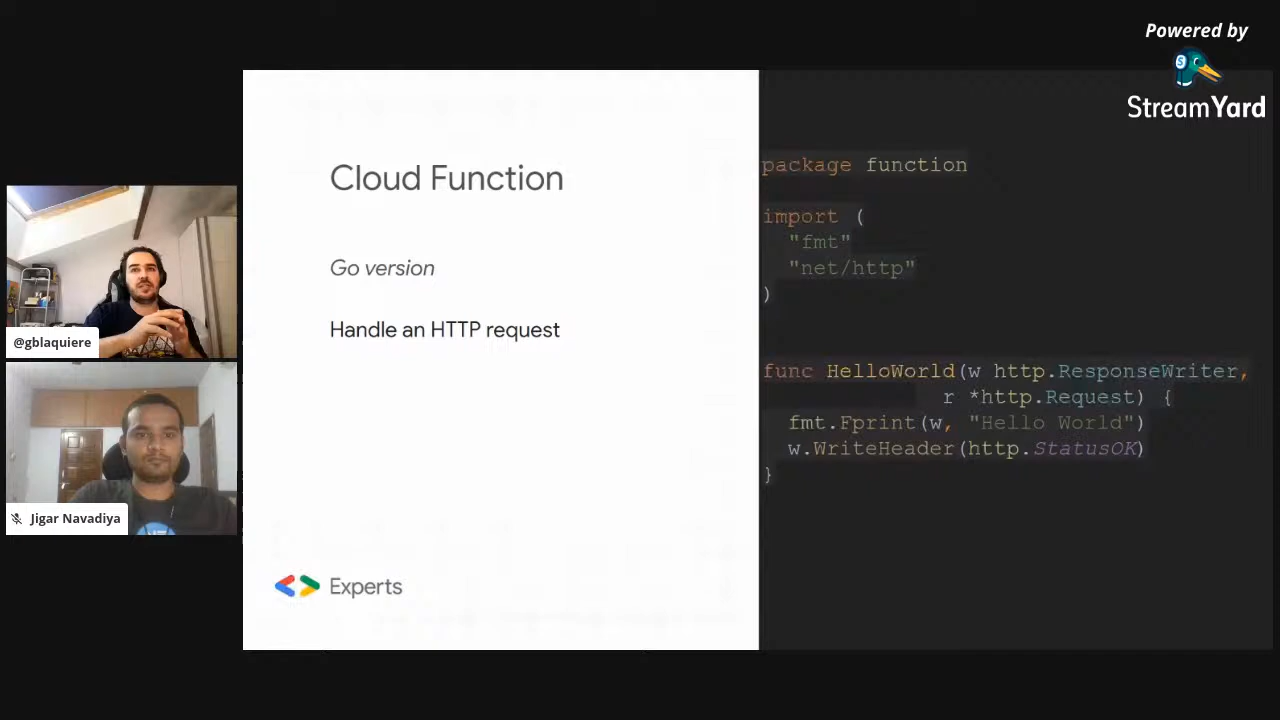 Powered by
StreamYard
Cloud Function
Go version
Handle an HTTP request
Experts
package function
import (
"fmt"
"net/http"
)
func HelloWorld(w http.ResponseWriter,
r *http.Request) {
fmt.Fprint(w, "Hello World")
w.WriteHeader(http.StatusOK)
}
@gblaquiere
Jigar Navadiya